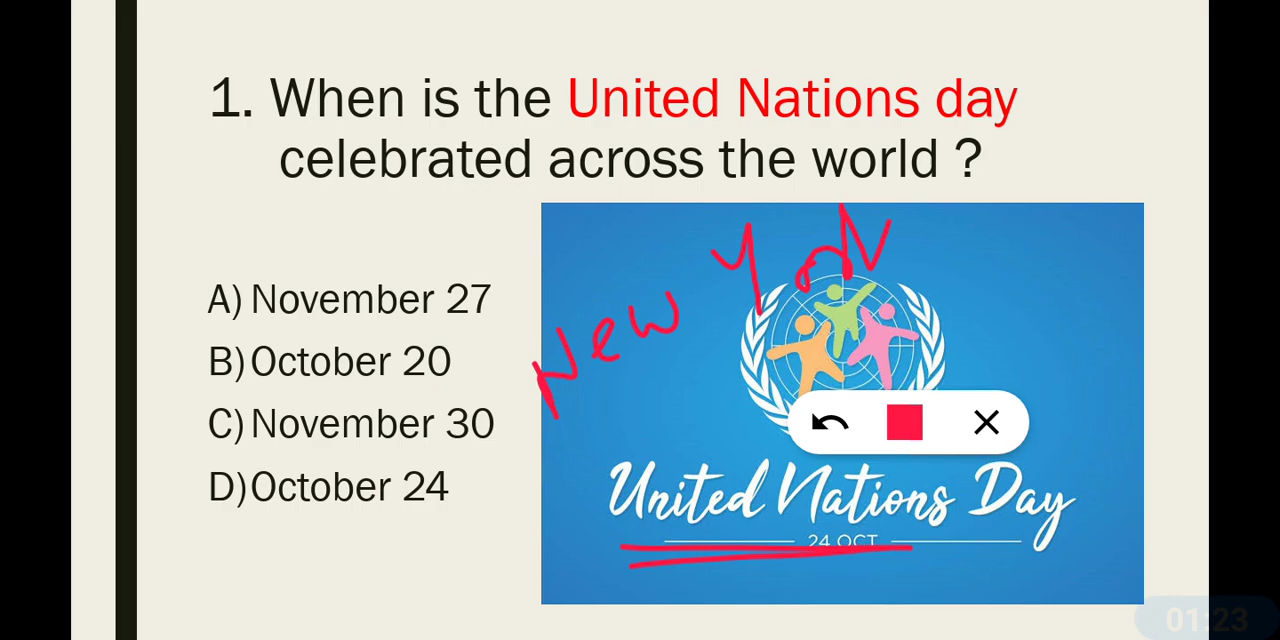 1. When is the United Nations day
celebrated across the world ?
A) November 27
B) October 20
C) November 30
D) October 24
New York
United Nations Day
24 OCT
01:23